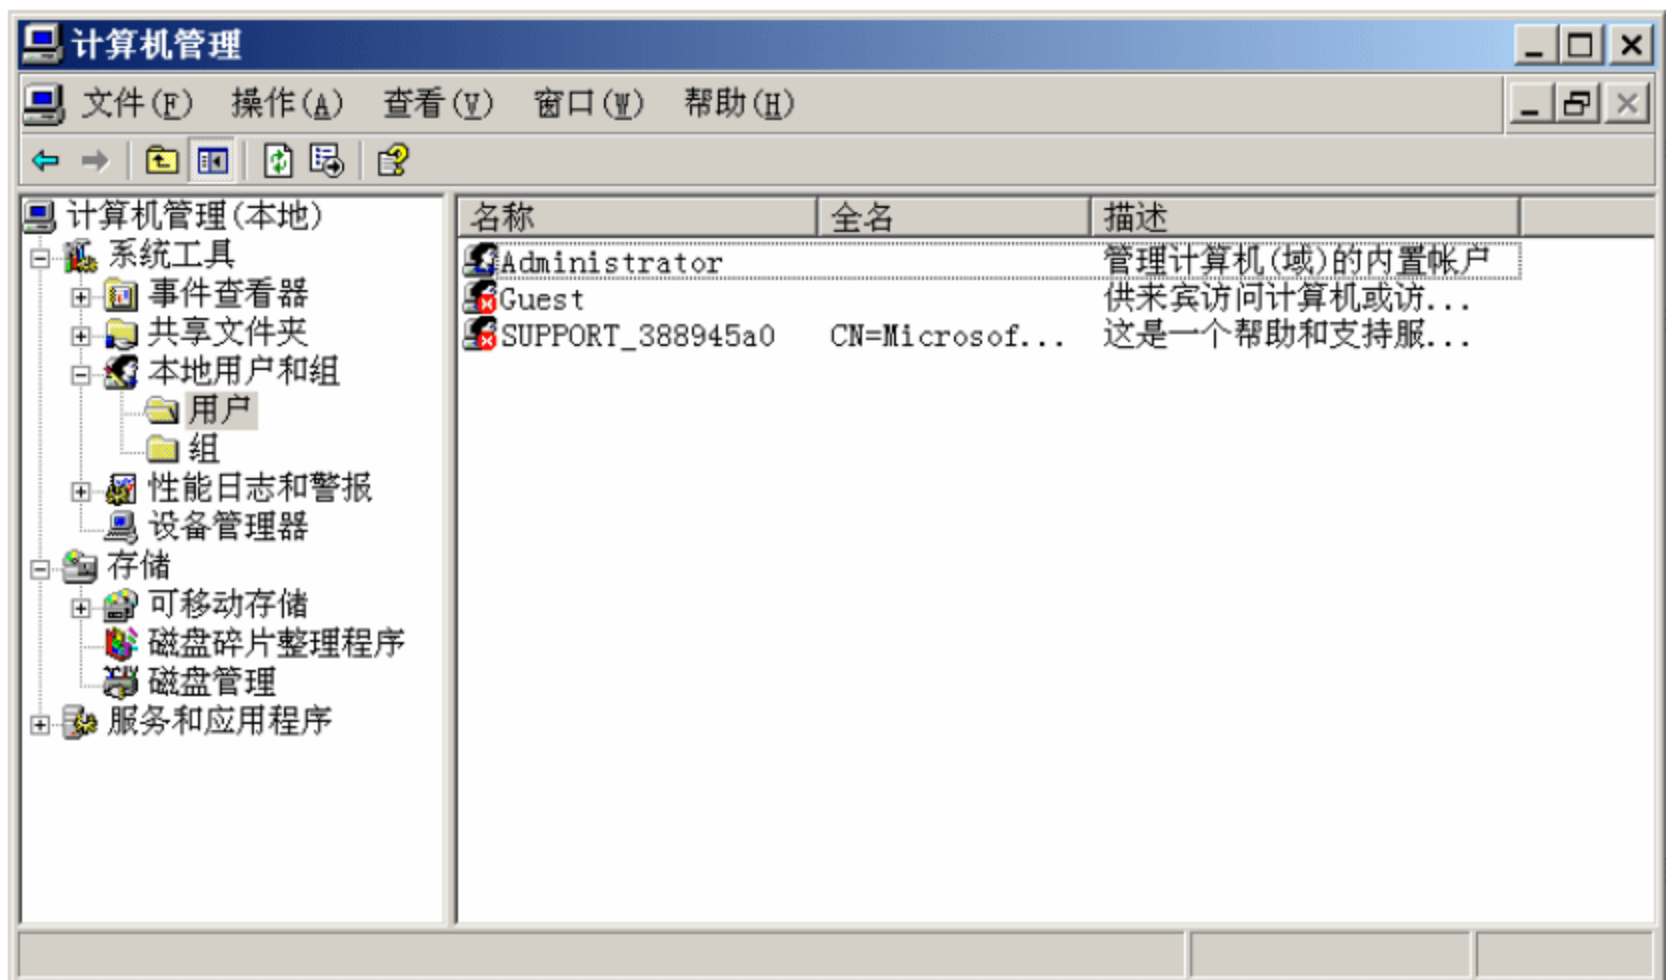 计算机管理
文件(F) 操作(A) 查看(V) 窗口(W) 帮助(H)
计算机管理(本地)
系统工具
事件查看器
共享文件夹
本地用户和组
用户
组
性能日志和警报
设备管理器
存储
可移动存储
磁盘碎片整理程序
磁盘管理
服务和应用程序
名称 全名 描述
Administrator 管理计算机(域)的内置帐户
Guest 供来宾访问计算机或访...
SUPPORT_388945a0 CN=Microsof... 这是一个帮助和支持服...